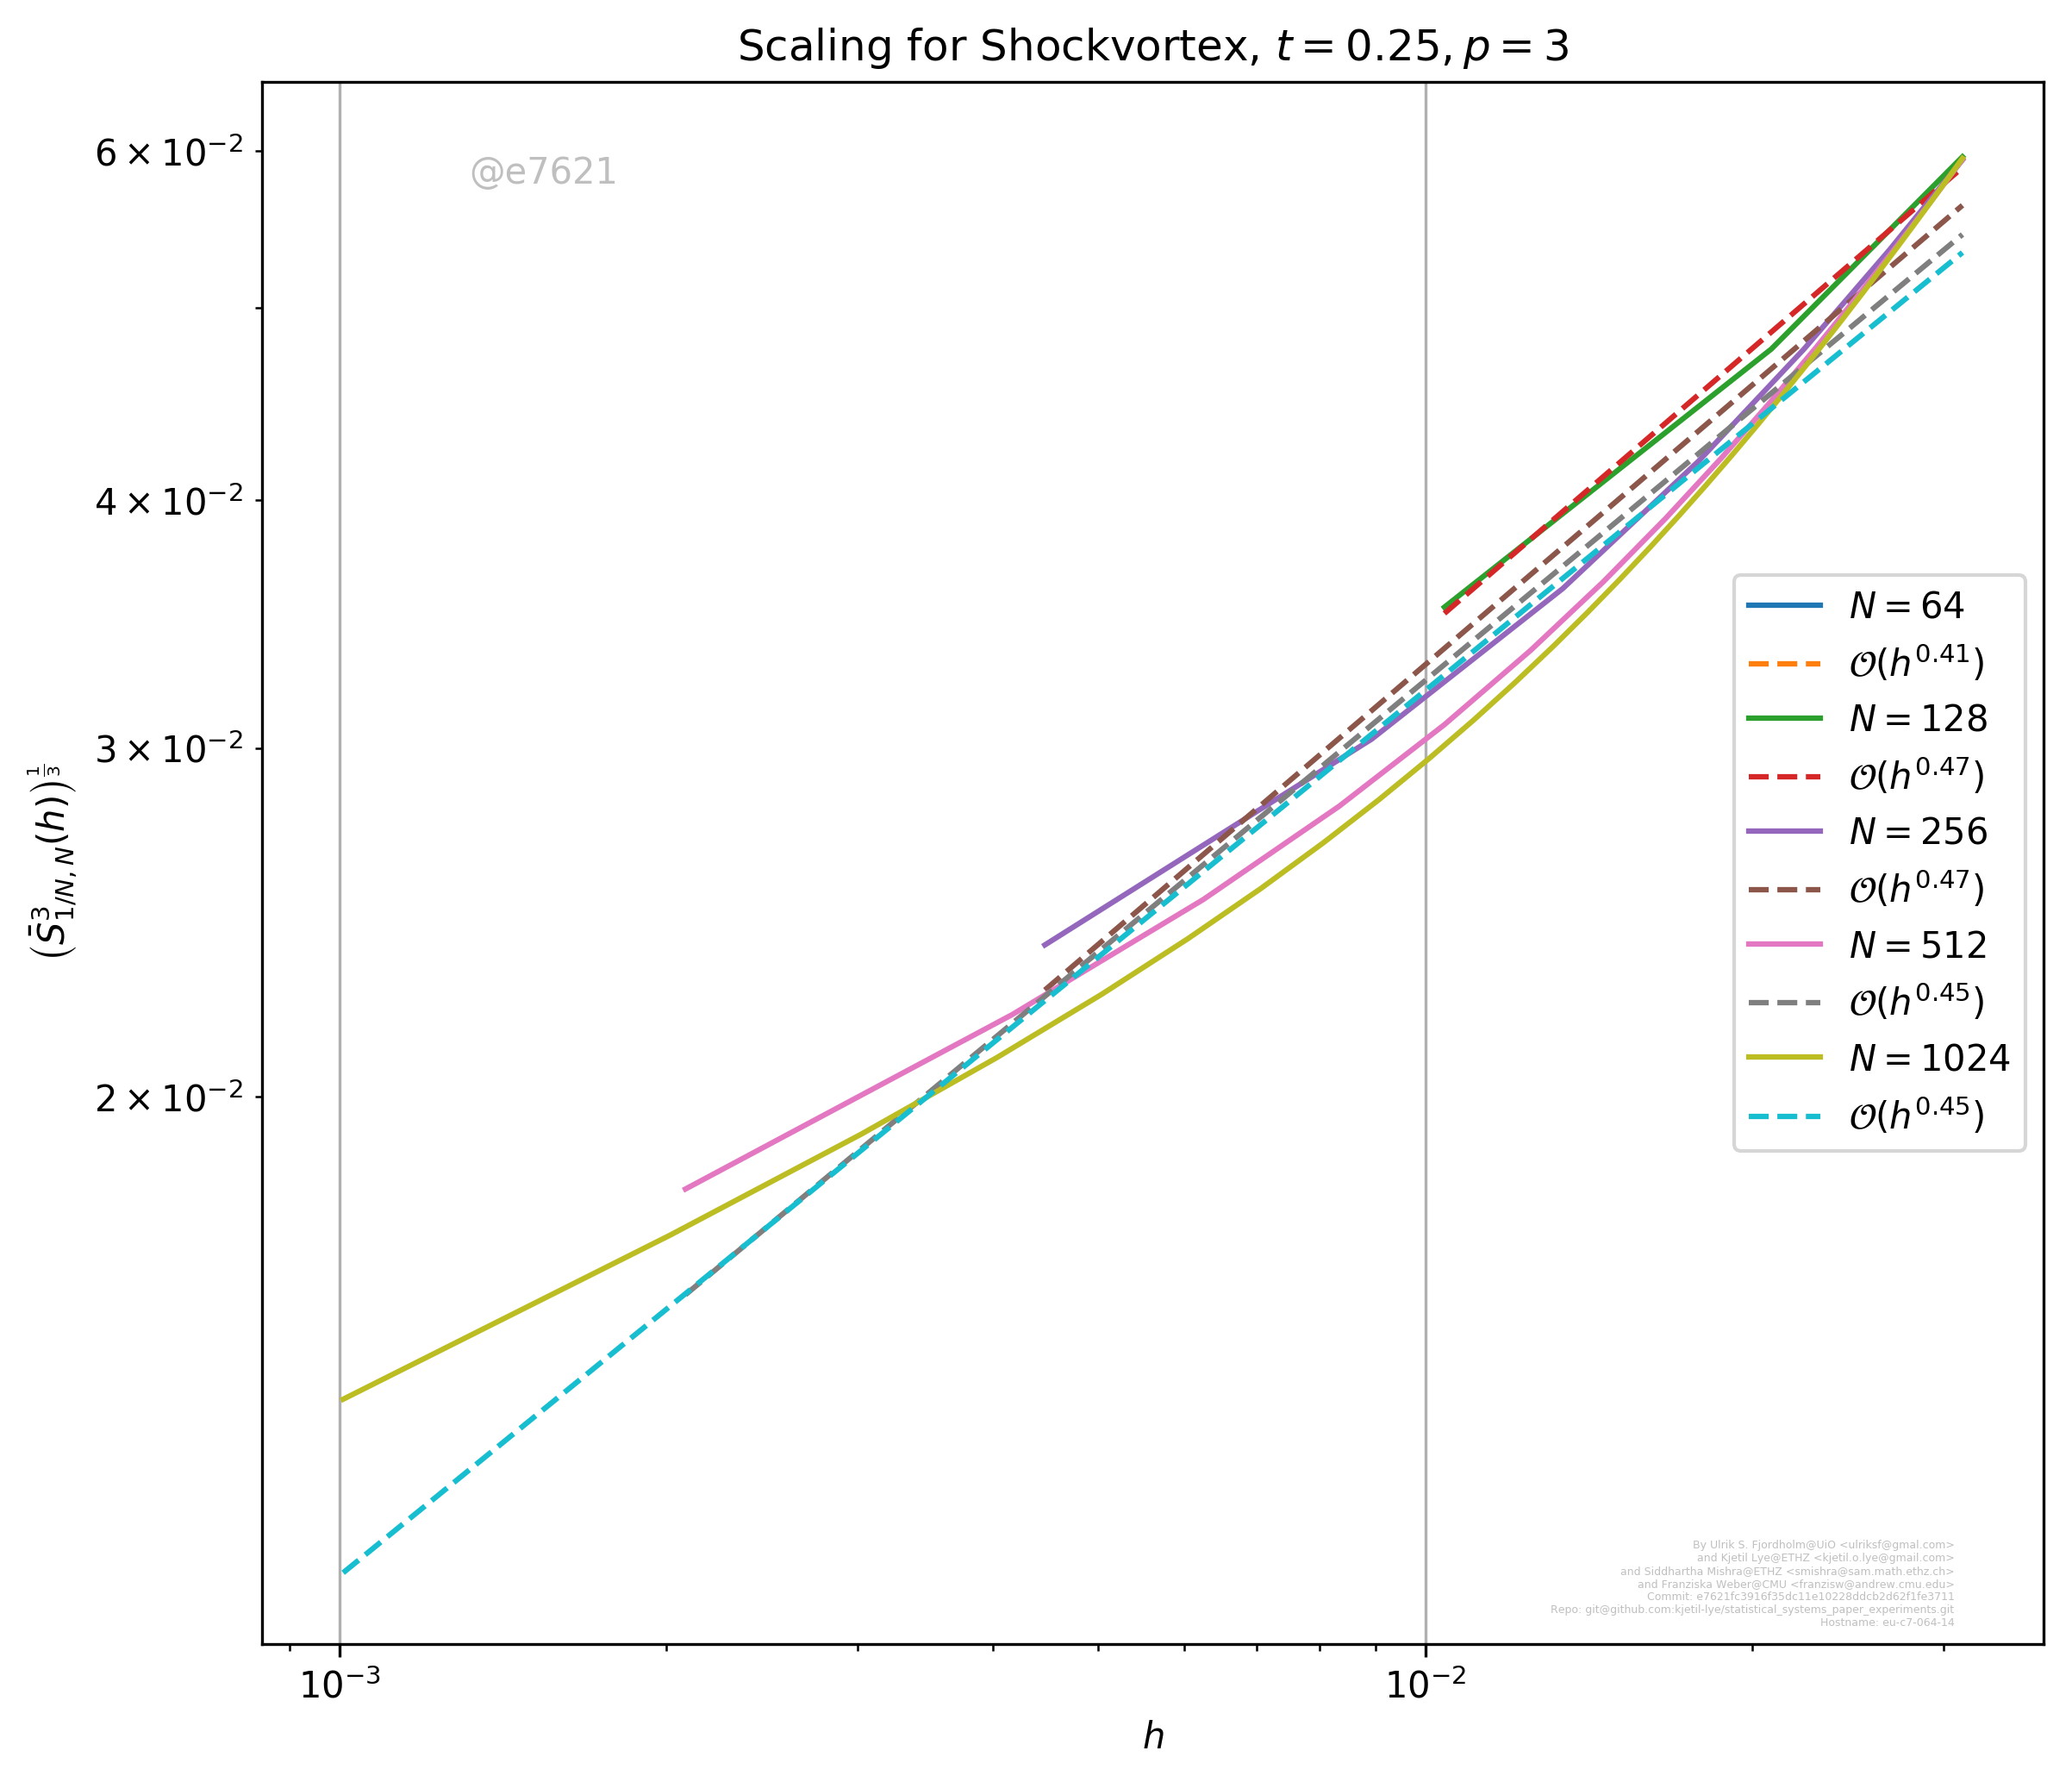 Scaling for Shockvortex, t = 0.25, p = 3
@e7621
6 × 10⁻²
4 × 10⁻²
3 × 10⁻²
2 × 10⁻²
(S̄³₁/N, N(h))^(1/3)
N = 64
𝒪(h^0.41)
N = 128
𝒪(h^0.47)
N = 256
𝒪(h^0.47)
N = 512
𝒪(h^0.45)
N = 1024
𝒪(h^0.45)
By Ulrik S. Fjordholm@UiO <ulriksf@gmal.com>
and Kjetil Lye@ETHZ <kjetil.o.lye@gmail.com>
and Siddhartha Mishra@ETHZ <smishra@sam.math.ethz.ch>
and Franziska Weber@CMU <franzisw@andrew.cmu.edu>
Commit: e7621fc3916f35dc11e10228ddcb2d62f1fe3711
Repo: git@github.com:kjetil-lye/statistical_systems_paper_experiments.git
Hostname: eu-c7-064-14
10⁻³
10⁻²
h